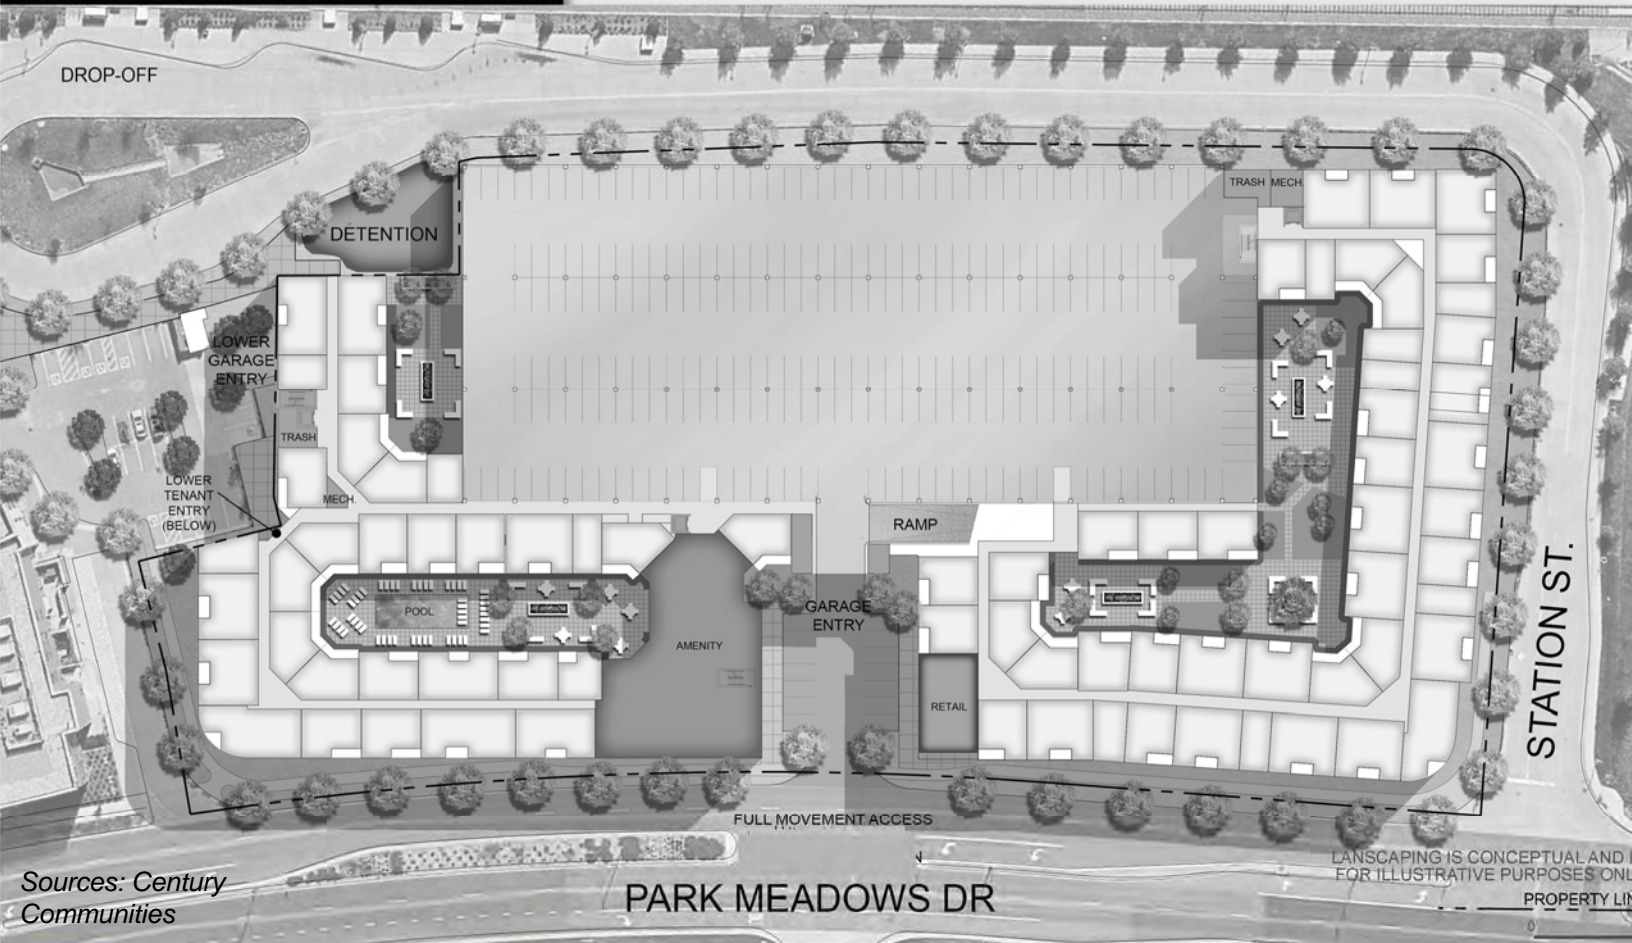 DROP-OFF
TRASH
MECH.
DETENTION
LOWER
GARAGE
ENTRY
TRASH
LOWER
TENANT
ENTRY
(BELOW)
MECH.
RAMP
POOL
GARAGE
ENTRY
AMENITY
RETAIL
STATION ST.
FULL MOVEMENT ACCESS
LANSCAPING IS CONCEPTUAL AND
FOR ILLUSTRATIVE PURPOSES ONL
PARK MEADOWS DR
PROPERTY LIN
0'
Sources: Century
Communities